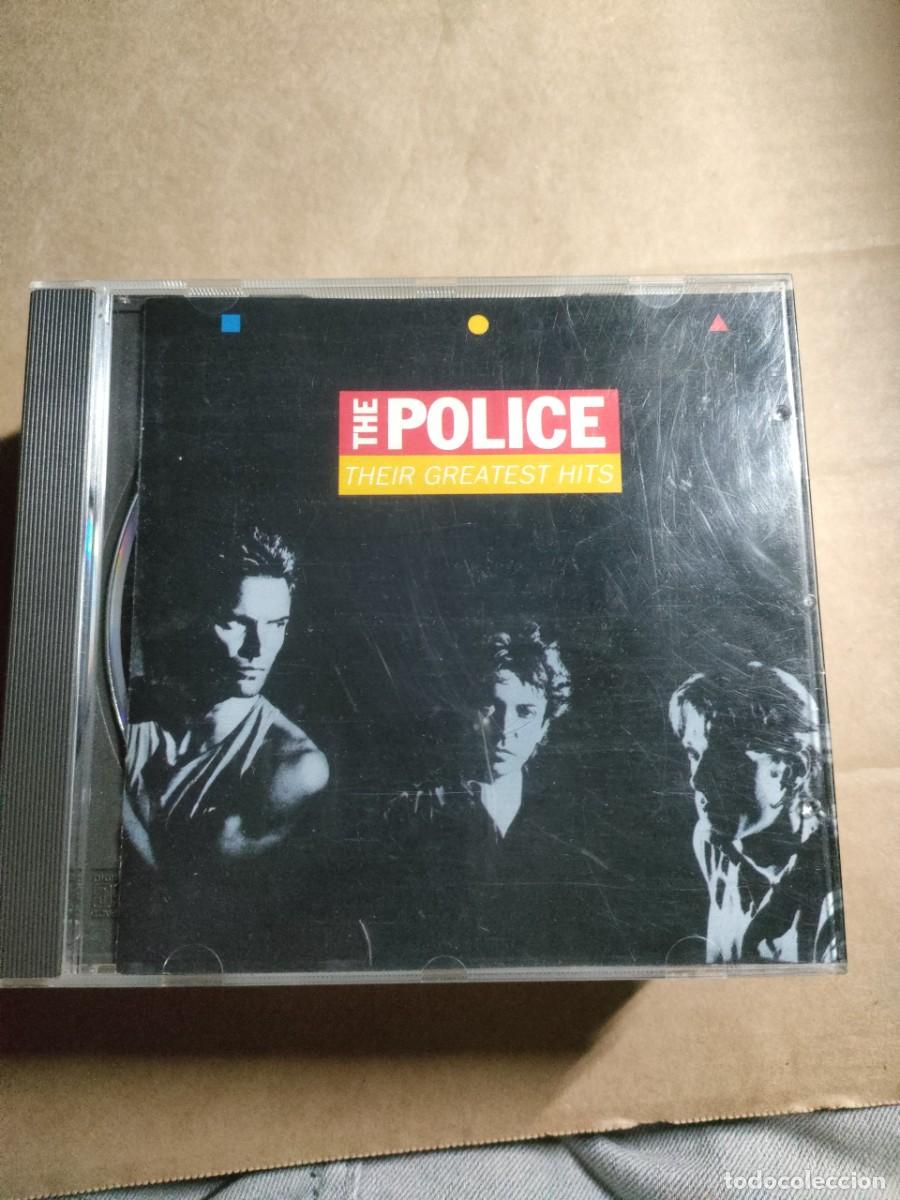 THE POLICE
THEIR GREATEST HITS
todocoleccion